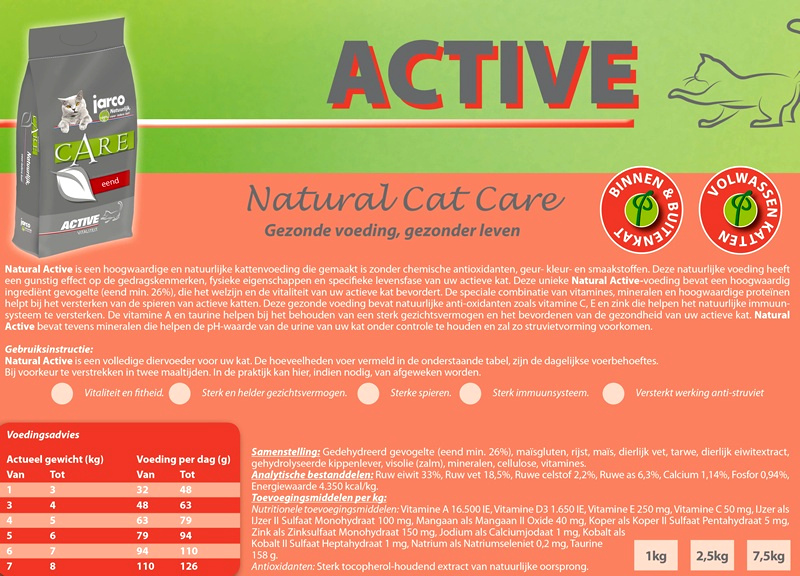 ACTIVE
jarco
Natuurlijk
CARE
eend
jarco
ACTIVE
VITALITEIT
Natural Cat Care
Gezonde voeding, gezonder leven
BINNEN & BUITENKAT
VOLWASSEN KATTEN
Natural Active is een hoogwaardige en natuurlijke kattenvoeding die gemaakt is zonder chemische antioxidanten, geur- kleur- en smaakstoffen. Deze natuurlijke voeding heeft
een gunstig effect op de gedragskenmerken, fysieke eigenschappen en specifieke levensfase van uw actieve kat. Deze unieke Natural Active-voeding bevat een hoogwaardig
ingrediënt gevogelte (eend min. 26%), die het welzijn en de vitaliteit van uw actieve kat bevordert. De speciale combinatie van vitamines, mineralen en hoogwaardige proteïnen
helpt bij het versterken van de spieren van actieve katten. Deze gezonde voeding bevat natuurlijke anti-oxidanten zoals vitamine C, E en zink die helpen het natuurlijke immuun-
systeem te versterken. De vitamine A en taurine helpen bij het behouden van een sterk gezichtsvermogen en het bevorderen van de gezondheid van uw actieve kat. Natural
Active bevat tevens mineralen die helpen de pH-waarde van de urine van uw kat onder controle te houden en zal zo struvietvorming voorkomen.
Gebruiksinstructie:
Natural Active is een volledige diervoeder voor uw kat. De hoeveelheden voer vermeld in de onderstaande tabel, zijn de dagelijkse voerbehoeftes.
Bij voorkeur te verstrekken in twee maaltijden. In de praktijk kan hier, indien nodig, van afgeweken worden.
Vitaliteit en fitheid. Sterk en helder gezichtsvermogen. Sterke spieren. Sterk immuunsysteem. Versterkt werking anti-struviet
Voedingsadvies
Actueel gewicht (kg) Voeding per dag (g)
Van Tot Van Tot
1 3 32 48
3 4 48 63
4 5 63 79
5 6 79 94
6 7 94 110
7 8 110 126
Samenstelling: Gedehydreerd gevogelte (eend min. 26%), maïsgluten, rijst, maïs, dierlijk vet, tarwe, dierlijk eiwitextract,
gehydrolyseerde kippenlever, visolie (zalm), mineralen, cellulose, vitamines.
Analytische bestanddelen: Ruw eiwit 33%, Ruw vet 18,5%, Ruwe celstof 2,2%, Ruwe as 6,3%, Calcium 1,14%, Fosfor 0,94%,
Energiewaarde 4.350 kcal/kg.
Toevoegingsmiddelen per kg:
Nutritionele toevoegingsmiddelen: Vitamine A 16.500 IE, Vitamine D3 1.650 IE, Vitamine E 250 mg, Vitamine C 50 mg, IJzer als
IJzer II Sulfaat Monohydraat 100 mg, Mangaan als Mangaan II Oxide 40 mg, Koper als Koper II Sulfaat Pentahydraat 5 mg,
Zink als Zinksulfaat Monohydraat 150 mg, Jodium als Calciumjodaat 1 mg, Kobalt als
Kobalt II Sulfaat Heptahydraat 1 mg, Natrium als Natriumseleniet 0,2 mg, Taurine
158 g.
Antioxidanten: Sterk tocopherol-houdend extract van natuurlijke oorsprong.
1kg 2,5kg 7,5kg